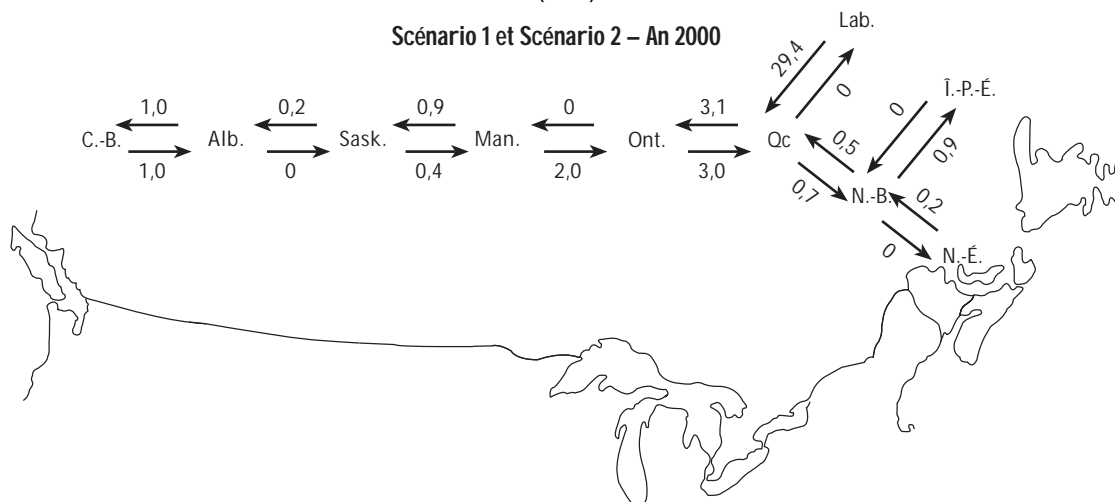 Scénario 1 et Scénario 2 – An 2000
Lab.
29,4
0
Î.-P.-É.
1,0 0,2 0,9 0 3,1
C.-B. Alb. Sask. Man. Ont. Qc
1,0 0 0,4 2,0 3,0
0,5
0,7
0
0,9
N.-B.
0,2
0
N.-É.